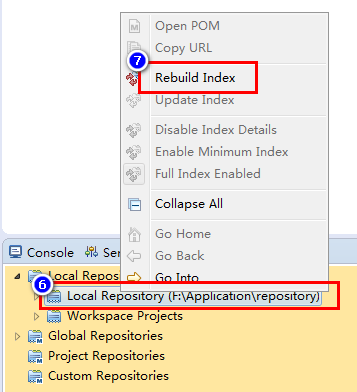 Open POM
Copy URL
7
Rebuild Index
Update Index
Disable Index Details
Enable Minimum Index
Full Index Enabled
Collapse All
Go Home
Go Back
Go Into
Console Ser
Local Repos
6
Local Repository (F:\Application\repository)
Workspace Projects
Global Repositories
Project Repositories
Custom Repositories